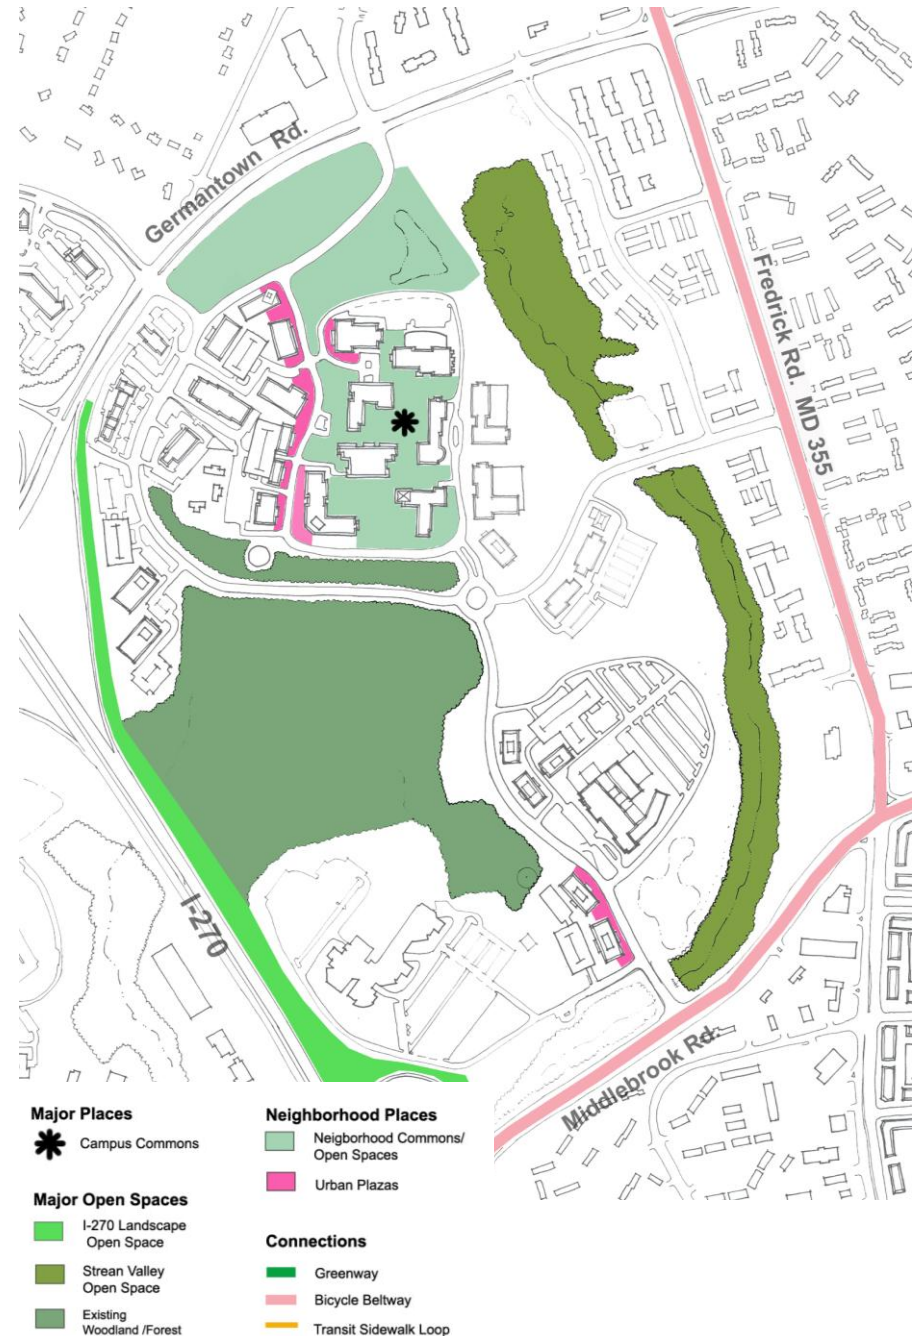 Germantown Rd.
Fredrick Rd. MD 355
I-270
Middlebrook Rd.
Major Places
Campus Commons
Major Open Spaces
I-270 Landscape
Open Space
Strean Valley
Open Space
Existing
Woodland /Forest
Neighborhood Places
Neigborhood Commons/
Open Spaces
Urban Plazas
Connections
Greenway
Bicycle Beltway
Transit Sidewalk Loop